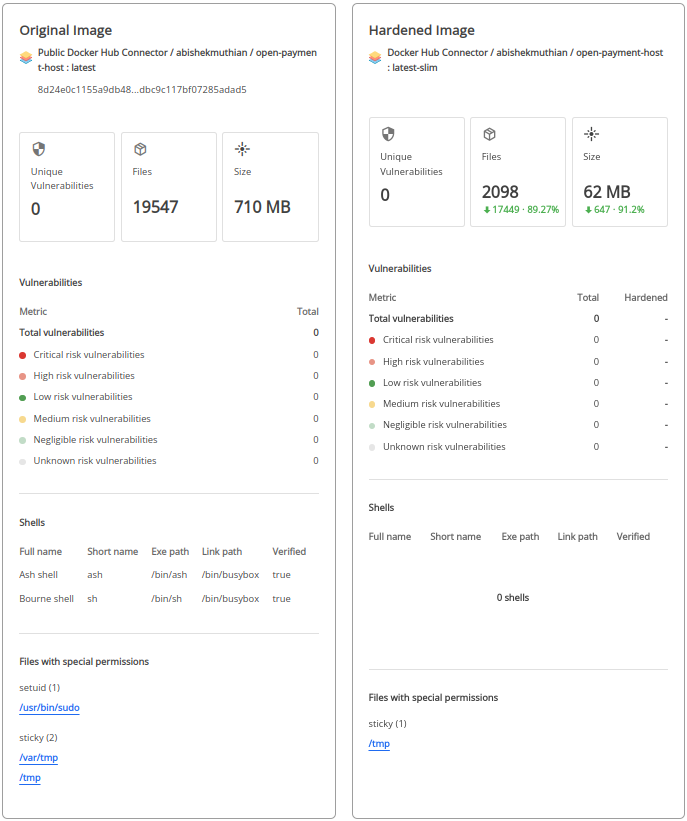 Original Image
Public Docker Hub Connector / abishekmuthian / open-paymen
t-host : latest
8d24e0c1155a9db48...dbc9c117bf07285adad5
Unique
Vulnerabilities
0
Files
19547
Size
710 MB
Vulnerabilities
Metric Total
Total vulnerabilities 0
Critical risk vulnerabilities 0
High risk vulnerabilities 0
Low risk vulnerabilities 0
Medium risk vulnerabilities 0
Negligible risk vulnerabilities 0
Unknown risk vulnerabilities 0
Shells
Full name Short name Exe path Link path Verified
Ash shell ash /bin/ash /bin/busybox true
Bourne shell sh /bin/sh /bin/busybox true
Files with special permissions
setuid (1)
/usr/bin/sudo
sticky (2)
/var/tmp
/tmp
Hardened Image
Docker Hub Connector / abishekmuthian / open-payment-host
: latest-slim
Unique
Vulnerabilities
0
Files
2098
17449 · 89.27%
Size
62 MB
647 · 91.2%
Vulnerabilities
Metric Total Hardened
Total vulnerabilities 0 -
Critical risk vulnerabilities 0 -
High risk vulnerabilities 0 -
Low risk vulnerabilities 0 -
Medium risk vulnerabilities 0 -
Negligible risk vulnerabilities 0 -
Unknown risk vulnerabilities 0 -
Shells
Full name Short name Exe path Link path Verified
0 shells
Files with special permissions
sticky (1)
/tmp